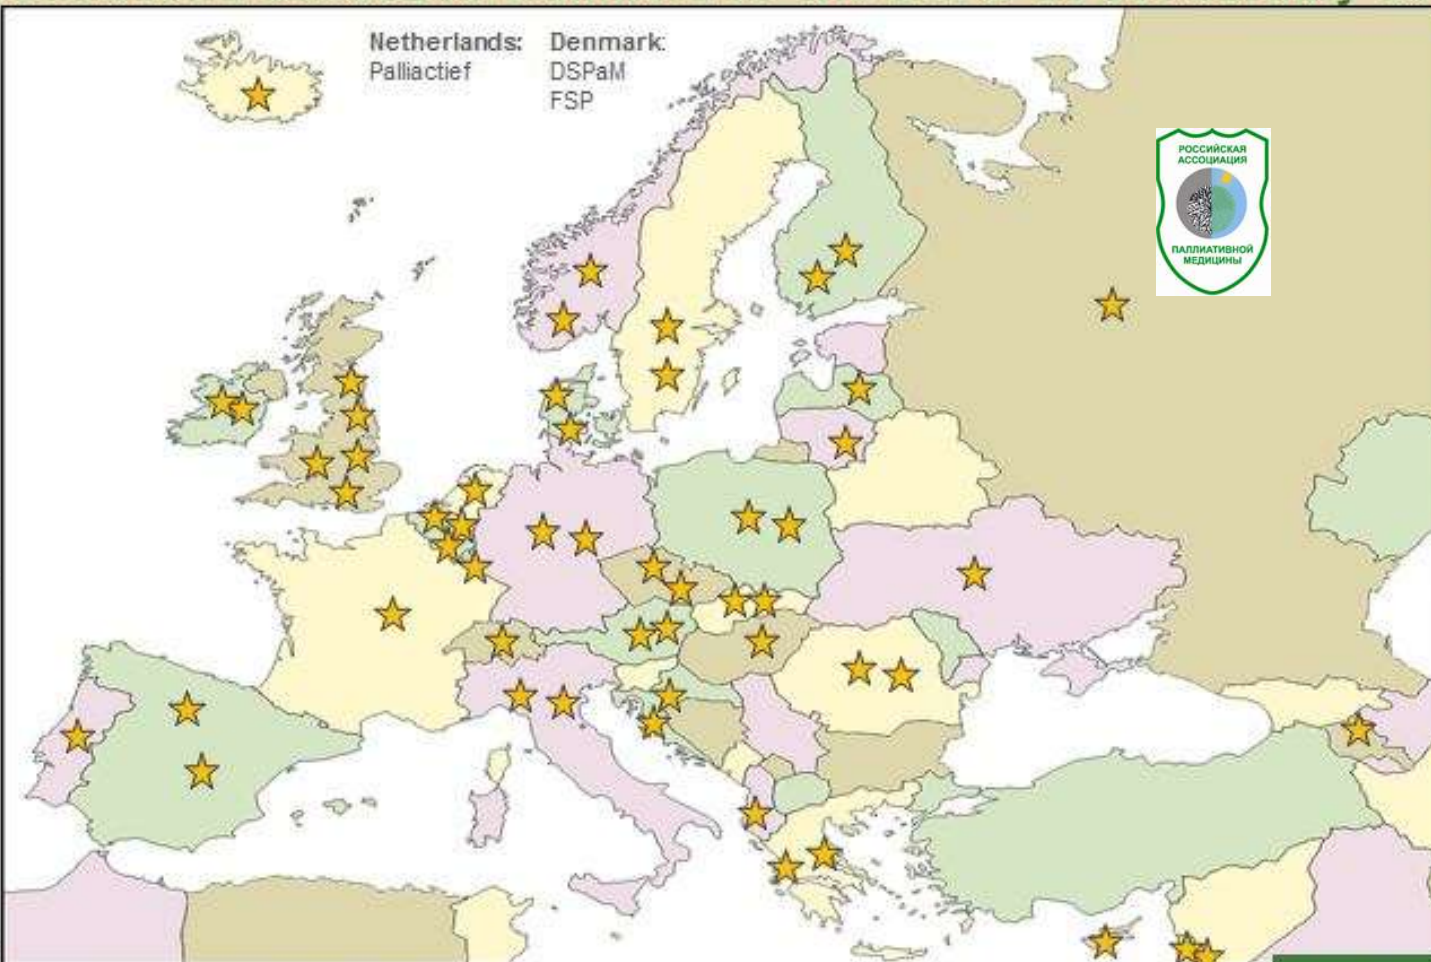 Netherlands:
Palliactief
Denmark:
DSPaM
FSP
РОССИЙСКАЯ
АССОЦИАЦИЯ
ПАЛЛИАТИВНОЙ
МЕДИЦИНЫ